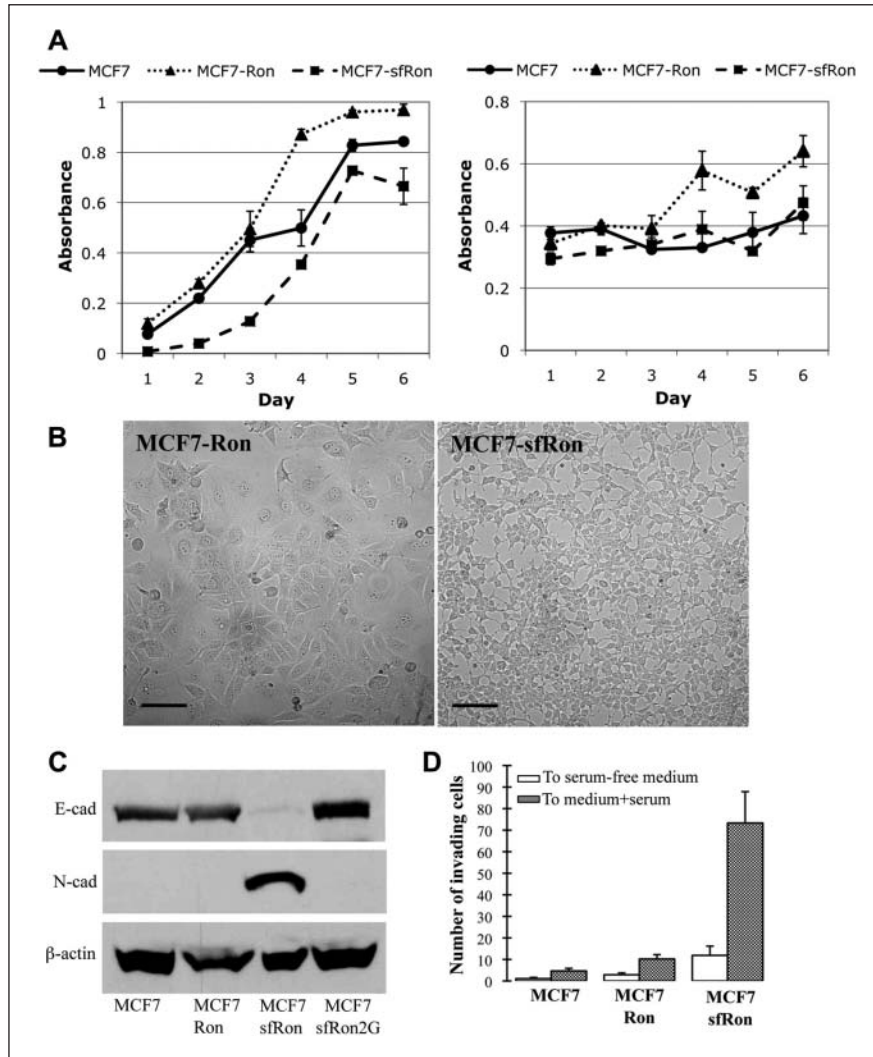 A
MCF7 MCF7-Ron MCF7-sfRon
1
0.8
0.6
0.4
0.2
0
Absorbance
1 2 3 4 5 6
Day
MCF7 MCF7-Ron MCF7-sfRon
0.8
0.6
0.4
0.2
0
Absorbance
1 2 3 4 5 6
Day
B
MCF7-Ron
MCF7-sfRon
C
E-cad
N-cad
β-actin
MCF7 MCF7 MCF7 MCF7
Ron sfRon sfRon2G
D
To serum-free medium
To medium+serum
100
90
80
70
60
50
40
30
20
10
0
Number of invading cells
MCF7 MCF7 MCF7
Ron sfRon